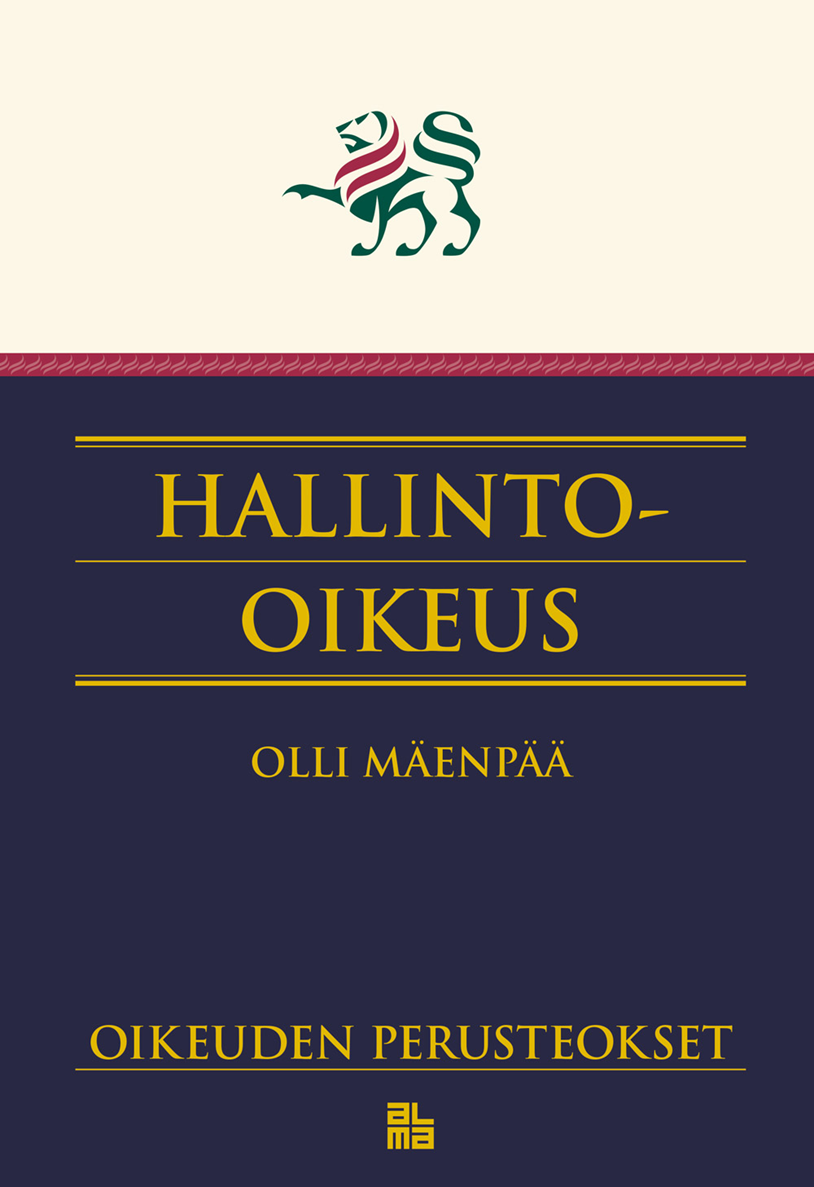 HALLINTO-
OIKEUS
OLLI MÄENPÄÄ
OIKEUDEN PERUSTEOKSET
aL
ma